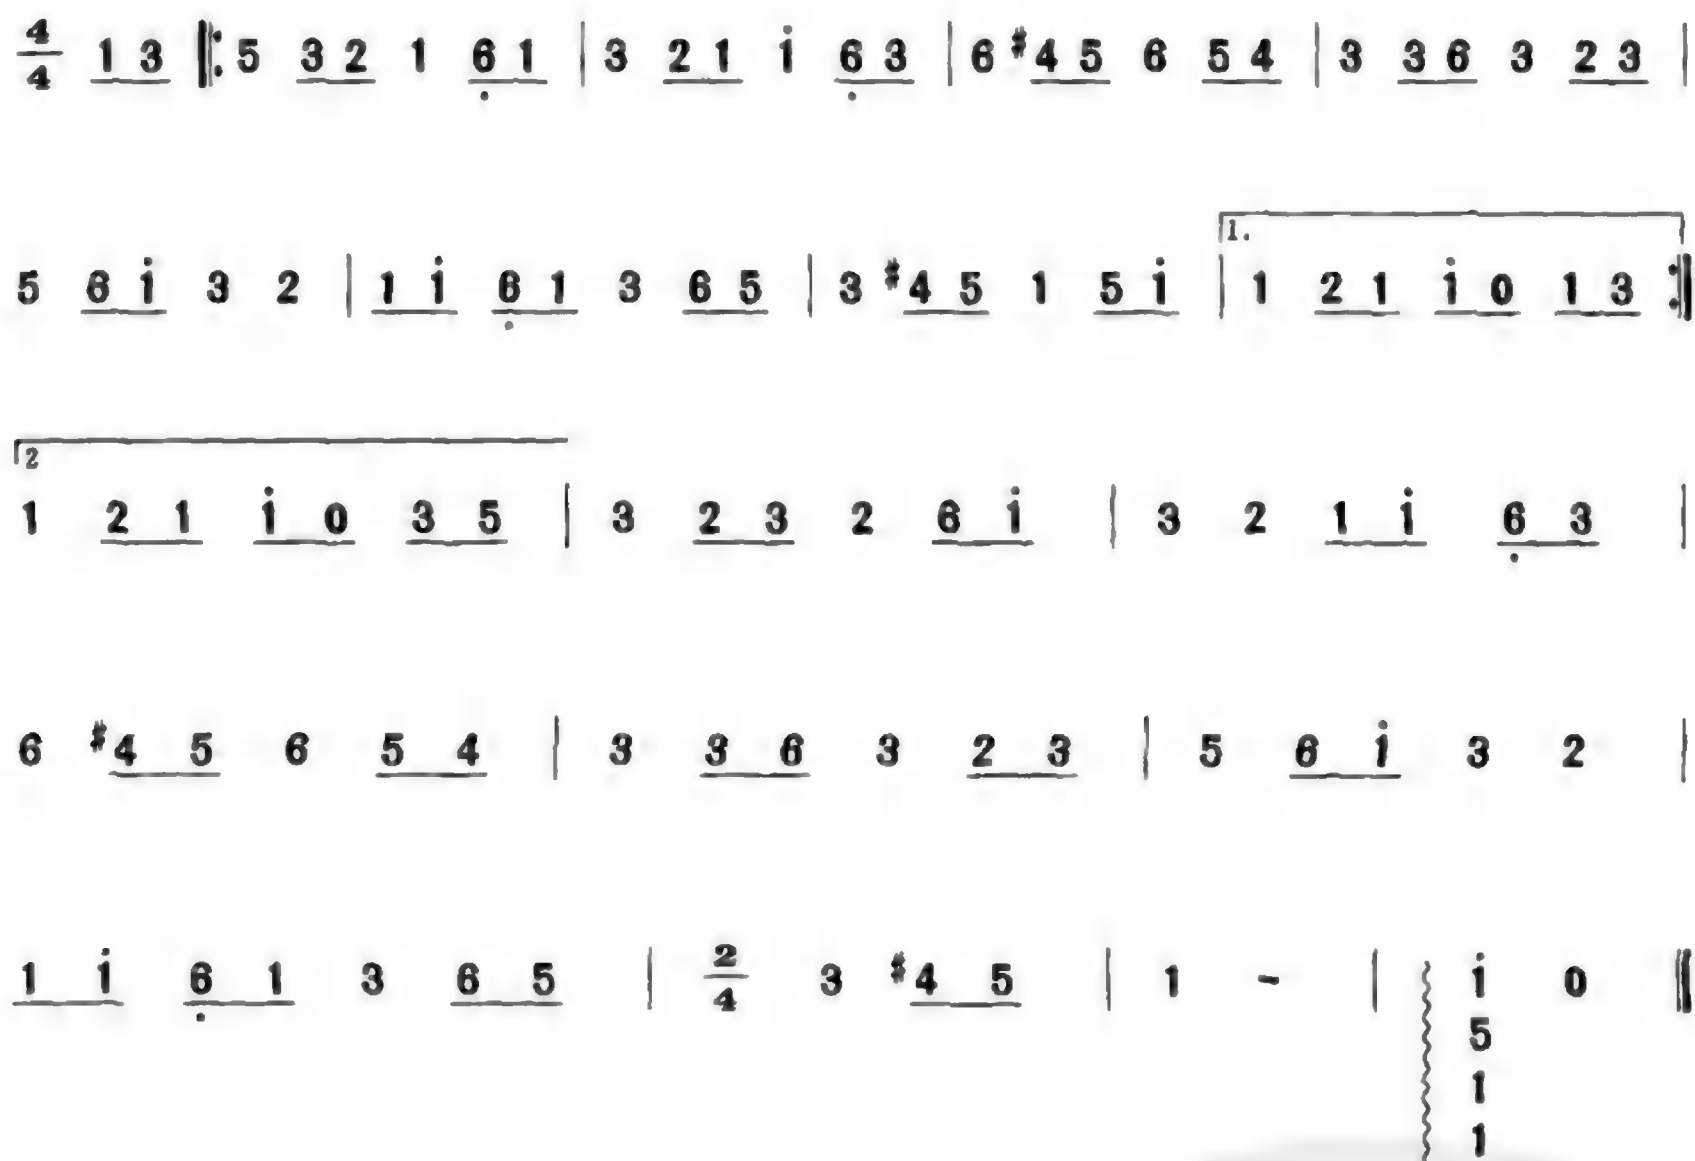 4/4 1 3 ‖: 5 3 2 1 6̣ 1 | 3 2 1 i 6̣ 3 | 6 #4 5 6 5 4 | 3 3 6 3 2 3 |
1.
5 6 i 3 2 | 1 i 6̣ 1 3 6 5 | 3 #4 5 1 5 i | 1 2 1 i 0 1 3 :‖
2
1 2 1 i 0 3 5 | 3 2 3 2 6 i | 3 2 1 i 6̣ 3 |
6 #4 5 6 5 4 | 3 3 6 3 2 3 | 5 6 i 3 2 |
1 i 6̣ 1 3 6 5 | 2/4 3 #4 5 | 1 - | i 0 ‖
5
1
1